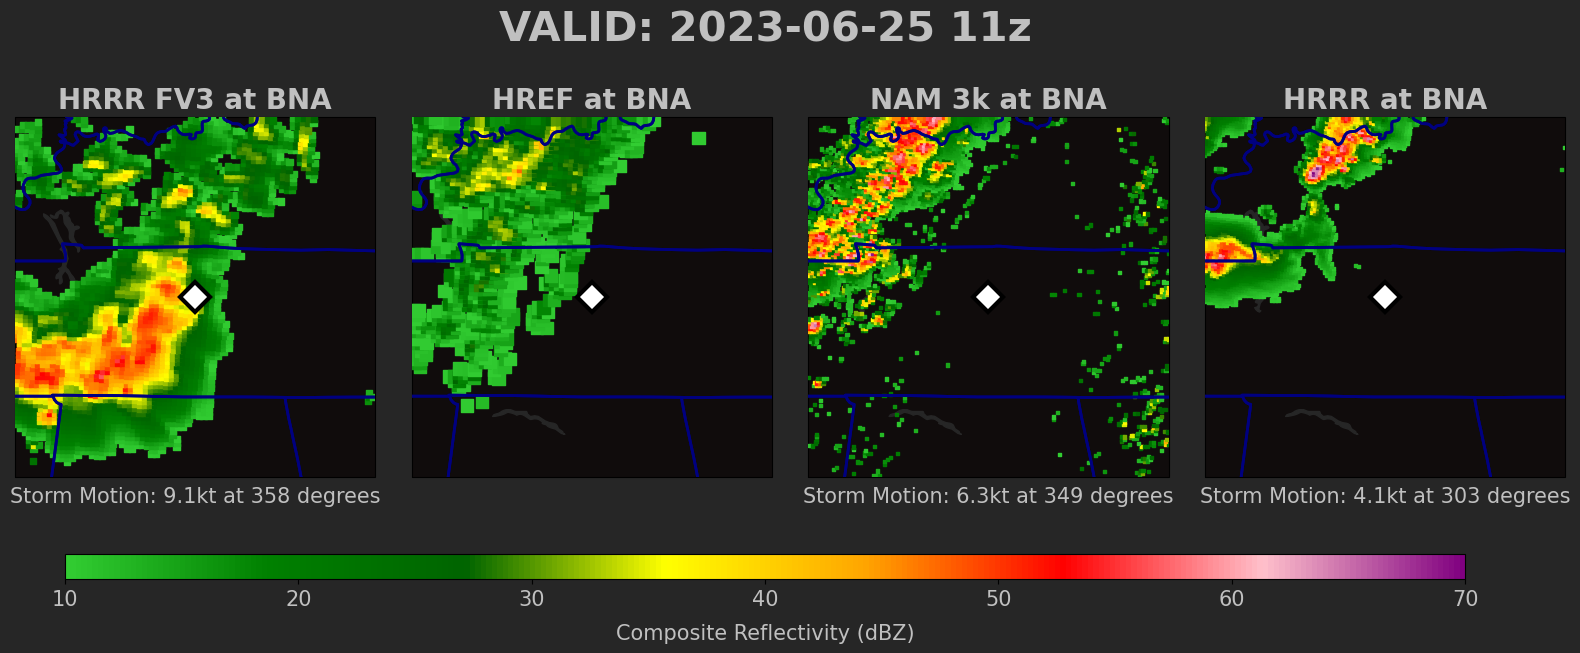 VALID: 2023-06-25 11z
HRRR FV3 at BNA
HREF at BNA
NAM 3k at BNA
HRRR at BNA
Storm Motion: 9.1kt at 358 degrees
Storm Motion: 6.3kt at 349 degrees
Storm Motion: 4.1kt at 303 degrees
10 20 30 40 50 60 70
Composite Reflectivity (dBZ)